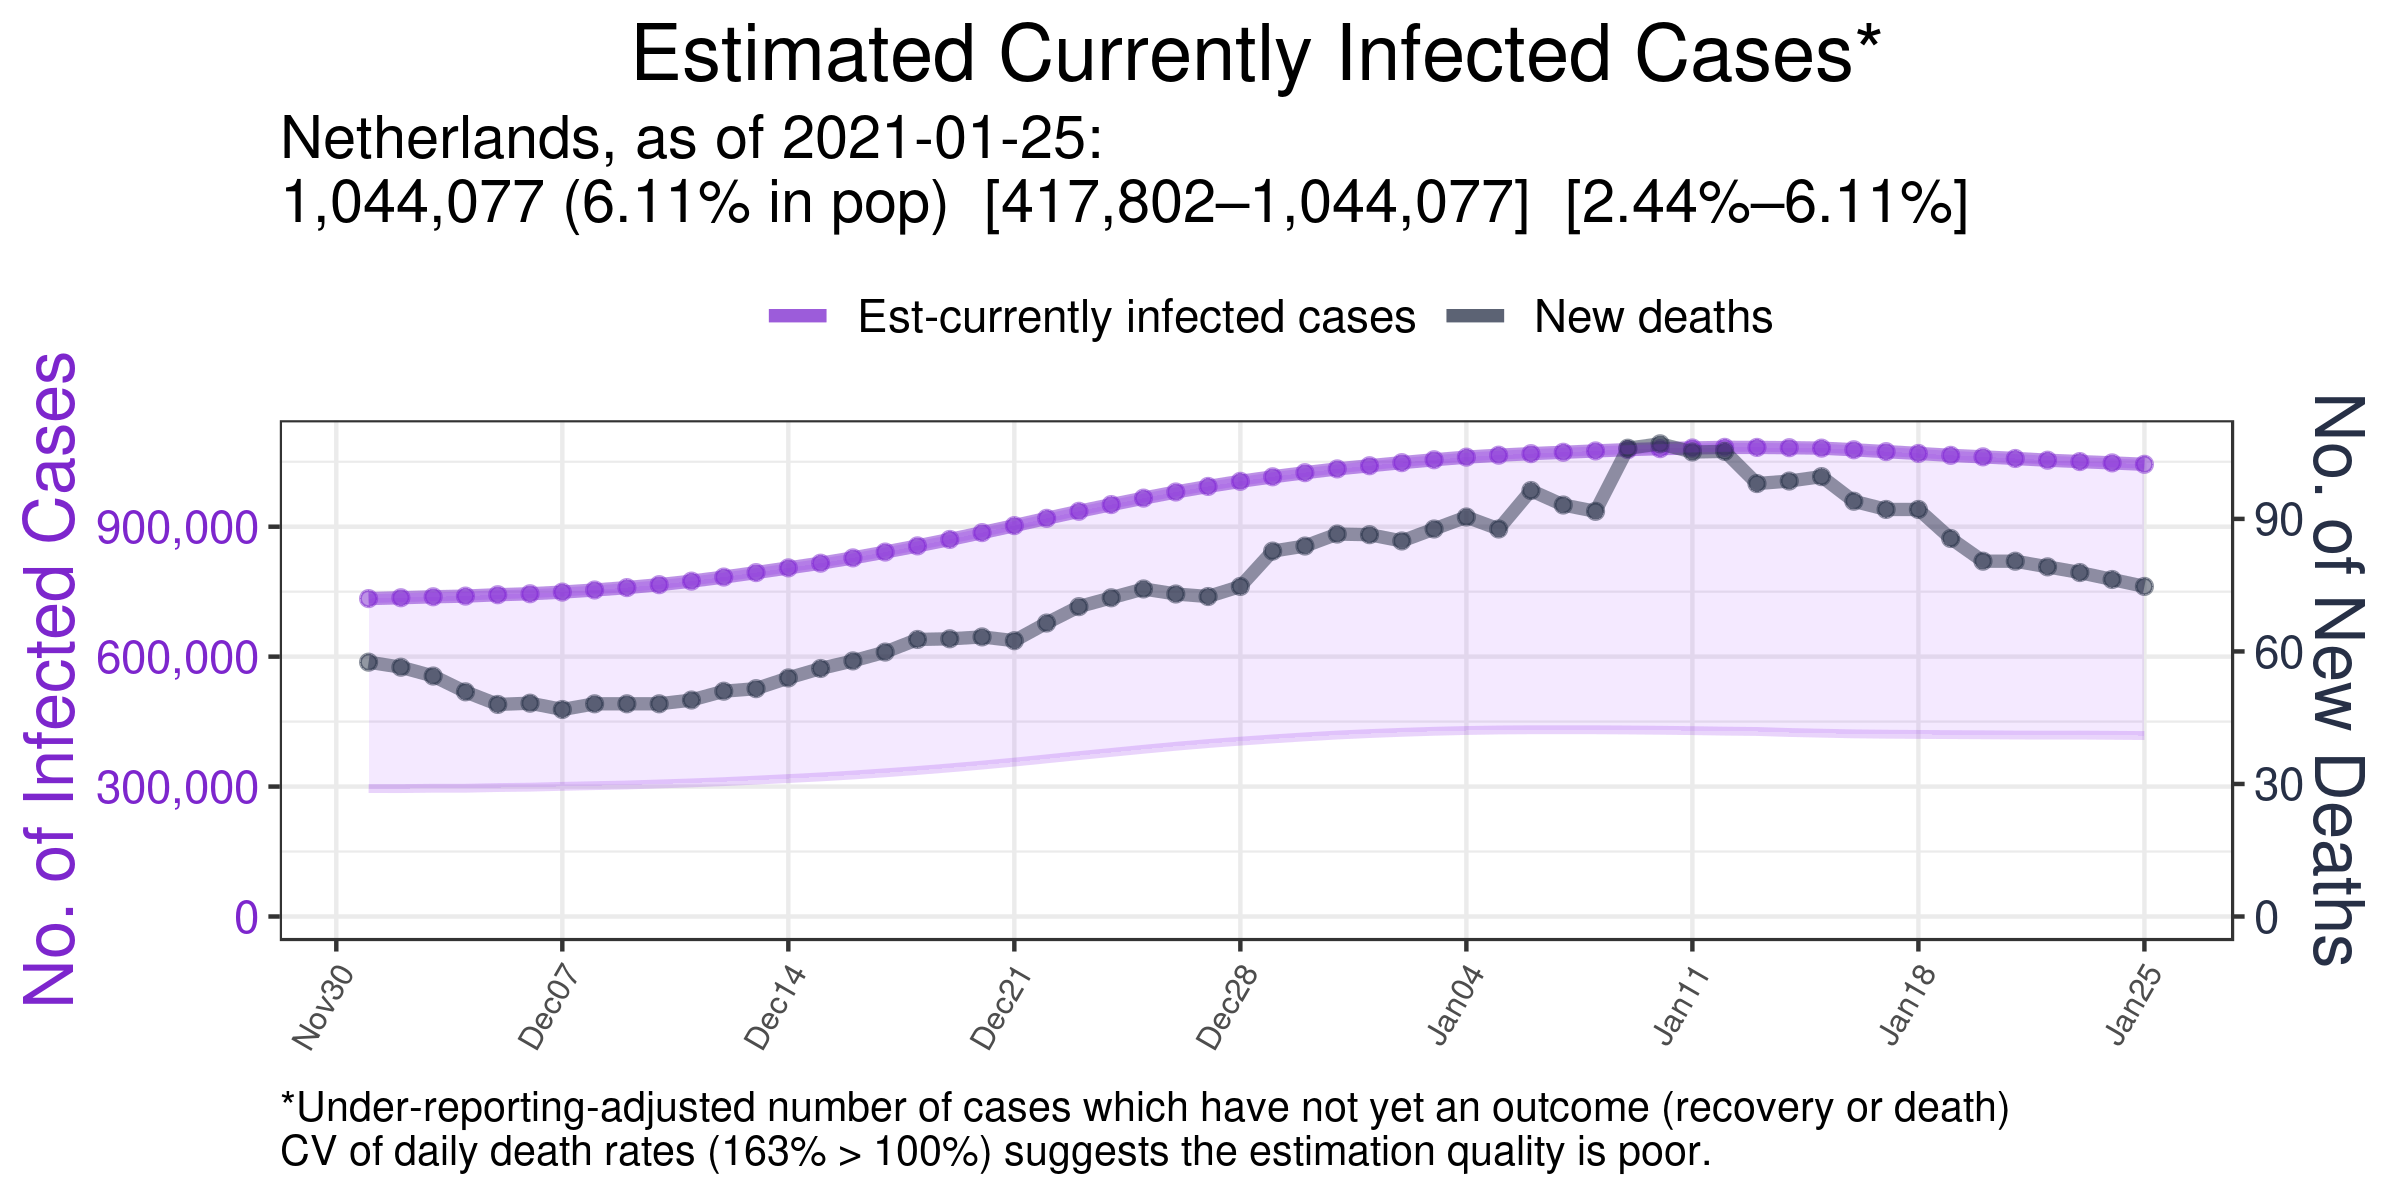 Estimated Currently Infected Cases*
Netherlands, as of 2021-01-25:
1,044,077 (6.11% in pop)  [417,802–1,044,077]  [2.44%–6.11%]
Est-currently infected cases
New deaths
No. of Infected Cases
900,000
600,000
300,000
0
No. of New Deaths
90
60
30
0
Nov30
Dec07
Dec14
Dec21
Dec28
Jan04
Jan11
Jan18
Jan25
*Under-reporting-adjusted number of cases which have not yet an outcome (recovery or death)
CV of daily death rates (163% > 100%) suggests the estimation quality is poor.